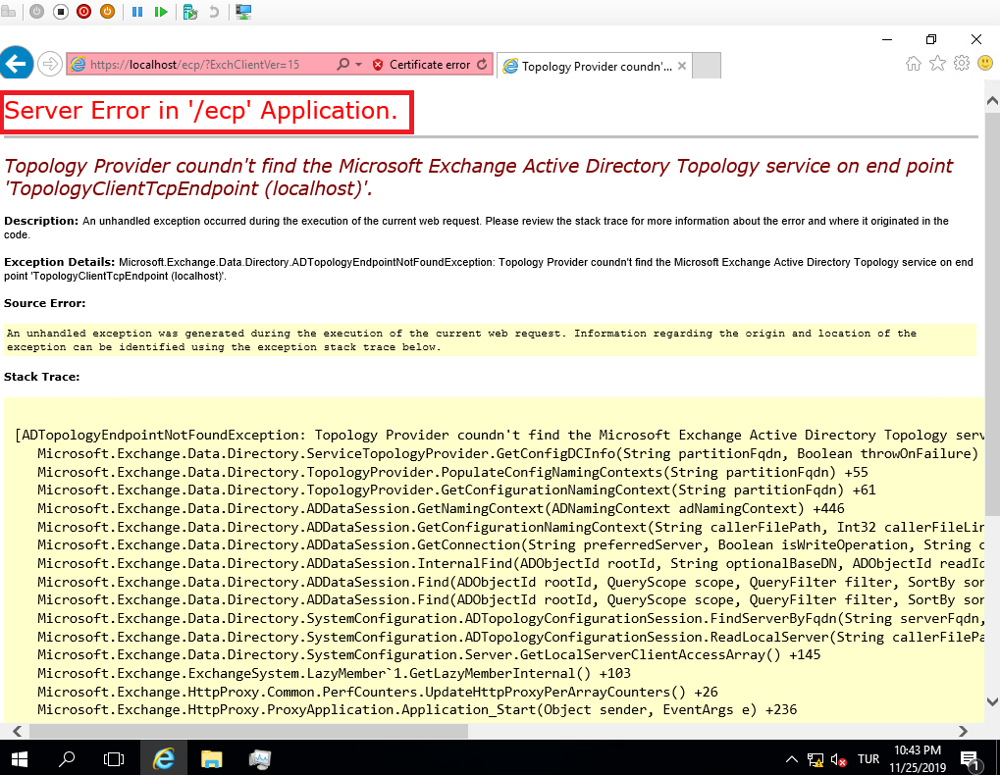 https://localhost/ecp/?ExchClientVer=15
Certificate error
Topology Provider coundn'...
Server Error in '/ecp' Application.
Topology Provider coundn't find the Microsoft Exchange Active Directory Topology service on end point
'TopologyClientTcpEndpoint (localhost)'.
Description: An unhandled exception occurred during the execution of the current web request. Please review the stack trace for more information about the error and where it originated in the
code.
Exception Details: Microsoft.Exchange.Data.Directory.ADTopologyEndpointNotFoundException: Topology Provider coundn't find the Microsoft Exchange Active Directory Topology service on end
point 'TopologyClientTcpEndpoint (localhost)'.
Source Error:
An unhandled exception was generated during the execution of the current web request. Information regarding the origin and location of the
exception can be identified using the exception stack trace below.
Stack Trace:
[ADTopologyEndpointNotFoundException: Topology Provider coundn't find the Microsoft Exchange Active Directory Topology serv
Microsoft.Exchange.Data.Directory.ServiceTopologyProvider.GetConfigDCInfo(String partitionFqdn, Boolean throwOnFailure)
Microsoft.Exchange.Data.Directory.TopologyProvider.PopulateConfigNamingContexts(String partitionFqdn) +55
Microsoft.Exchange.Data.Directory.TopologyProvider.GetConfigurationNamingContext(String partitionFqdn) +61
Microsoft.Exchange.Data.Directory.ADDataSession.GetNamingContext(ADNamingContext adNamingContext) +446
Microsoft.Exchange.Data.Directory.ADDataSession.GetConfigurationNamingContext(String callerFilePath, Int32 callerFileLin
Microsoft.Exchange.Data.Directory.ADDataSession.GetConnection(String preferredServer, Boolean isWriteOperation, String o
Microsoft.Exchange.Data.Directory.ADDataSession.InternalFind(ADObjectId rootId, String optionalBaseDN, ADObjectId readId
Microsoft.Exchange.Data.Directory.ADDataSession.Find(ADObjectId rootId, QueryScope scope, QueryFilter filter, SortBy sor
Microsoft.Exchange.Data.Directory.ADDataSession.Find(ADObjectId rootId, QueryScope scope, QueryFilter filter, SortBy sor
Microsoft.Exchange.Data.Directory.SystemConfiguration.ADTopologyConfigurationSession.FindServerByFqdn(String serverFqdn,
Microsoft.Exchange.Data.Directory.SystemConfiguration.ADTopologyConfigurationSession.ReadLocalServer(String callerFilePa
Microsoft.Exchange.Data.Directory.SystemConfiguration.Server.GetLocalServerClientAccessArray() +145
Microsoft.Exchange.ExchangeSystem.LazyMember`1.GetLazyMemberInternal() +103
Microsoft.Exchange.HttpProxy.Common.PerfCounters.UpdateHttpProxyPerArrayCounters() +26
Microsoft.Exchange.HttpProxy.ProxyApplication.Application_Start(Object sender, EventArgs e) +236
TUR
10:43 PM
11/25/2019
1